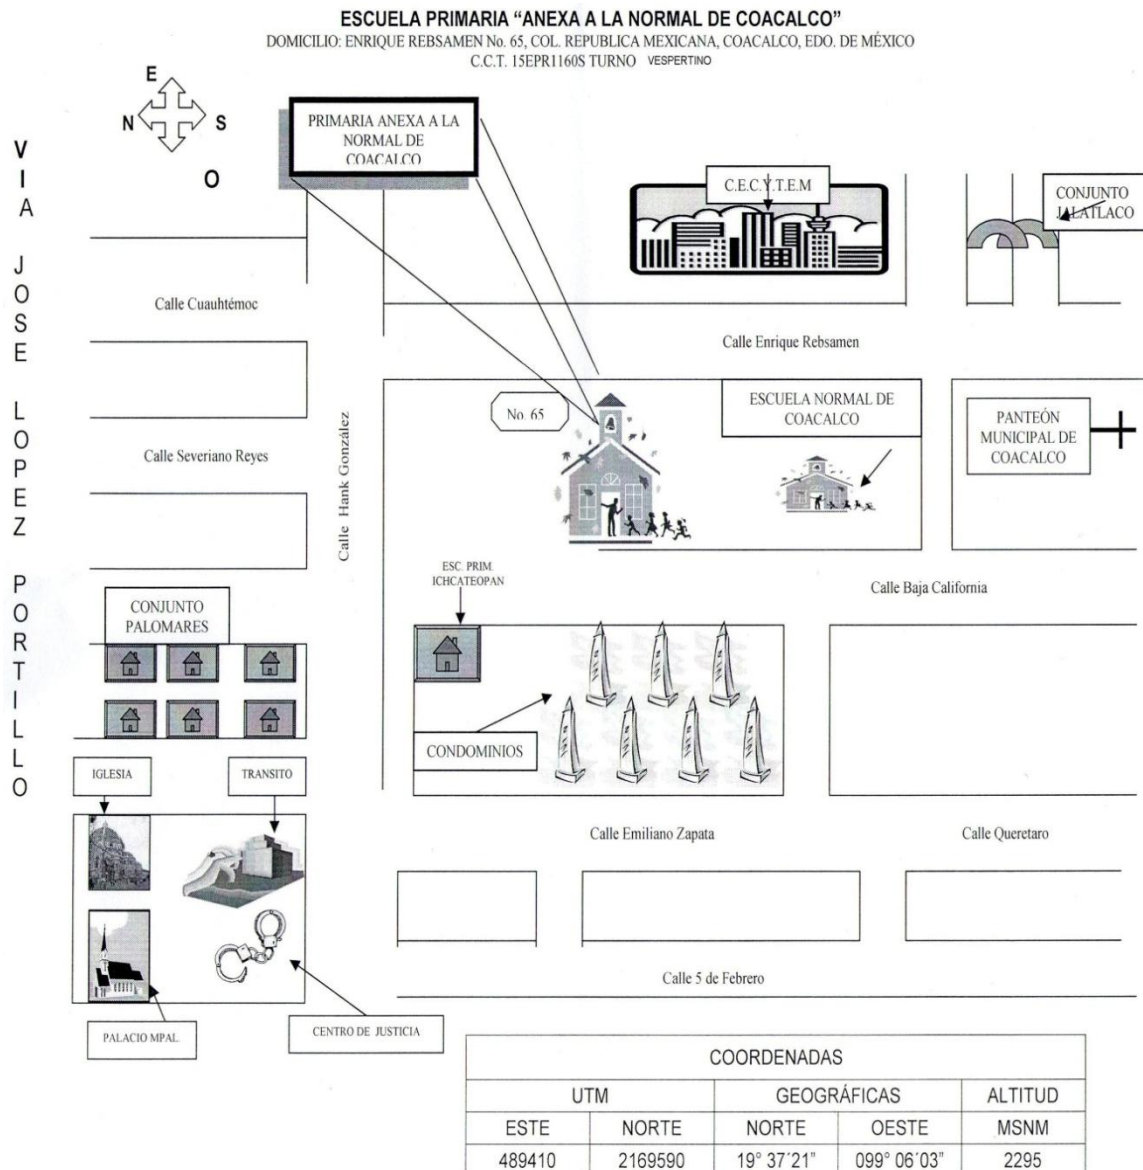 ESCUELA PRIMARIA “ANEXA A LA NORMAL DE COACALCO”
DOMICILIO: ENRIQUE REBSAMEN No. 65, COL. REPUBLICA MEXICANA, COACALCO, EDO. DE MÉXICO
C.C.T. 15EPR1160S TURNO VESPERTINO
E
N S
O
VIA JOSE LOPEZ PORTILLO
PRIMARIA ANEXA A LA
NORMAL DE
COACALCO
C.E.C.Y.T.E.M
CONJUNTO
JALATLACO
Calle Cuauhtémoc
Calle Enrique Rebsamen
No. 65
ESCUELA NORMAL DE
COACALCO
PANTEÓN
MUNICIPAL DE
COACALCO
Calle Severiano Reyes
Calle Hank González
ESC. PRIM.
ICHCATEOPAN
Calle Baja California
CONJUNTO
PALOMARES
CONDOMINIOS
IGLESIA
TRANSITO
Calle Emiliano Zapata
Calle Queretaro
Calle 5 de Febrero
PALACIO MPAL.
CENTRO DE JUSTICIA
COORDENADAS
UTM GEOGRÁFICAS ALTITUD
ESTE NORTE NORTE OESTE MSNM
489410 2169590 19° 37´21” 099° 06´03” 2295